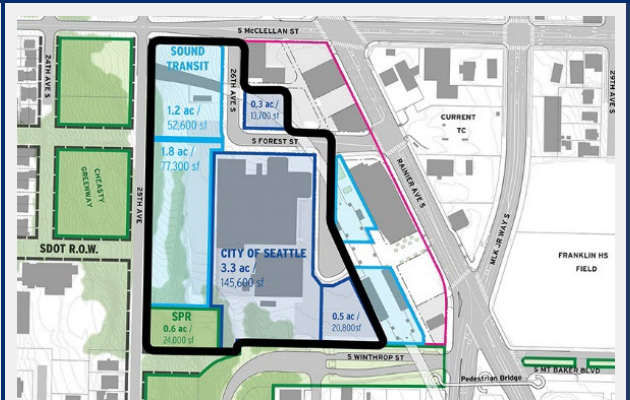 S McCLELLAN ST
24TH AVE S
SOUND
TRANSIT
26TH AVE S
29TH AVE S
1.2 ac /
52,600 sf
0.3 ac /
13,700 sf
CURRENT
TC
S FOREST ST
1.8 ac /
77,300 sf
CHEASTY
GREENWAY
25TH AVE
RAINIER AVE S
MLK JR WAY S
SDOT R.O.W.
CITY OF SEATTLE
3.3 ac
145,600 sf
FRANKLIN HS
FIELD
SPR
0.6 ac /
24,000 sf
0.5 ac /
20,800sf
S WINTHROP ST
S MT BAKER BLVD
Pedestrian Bridge